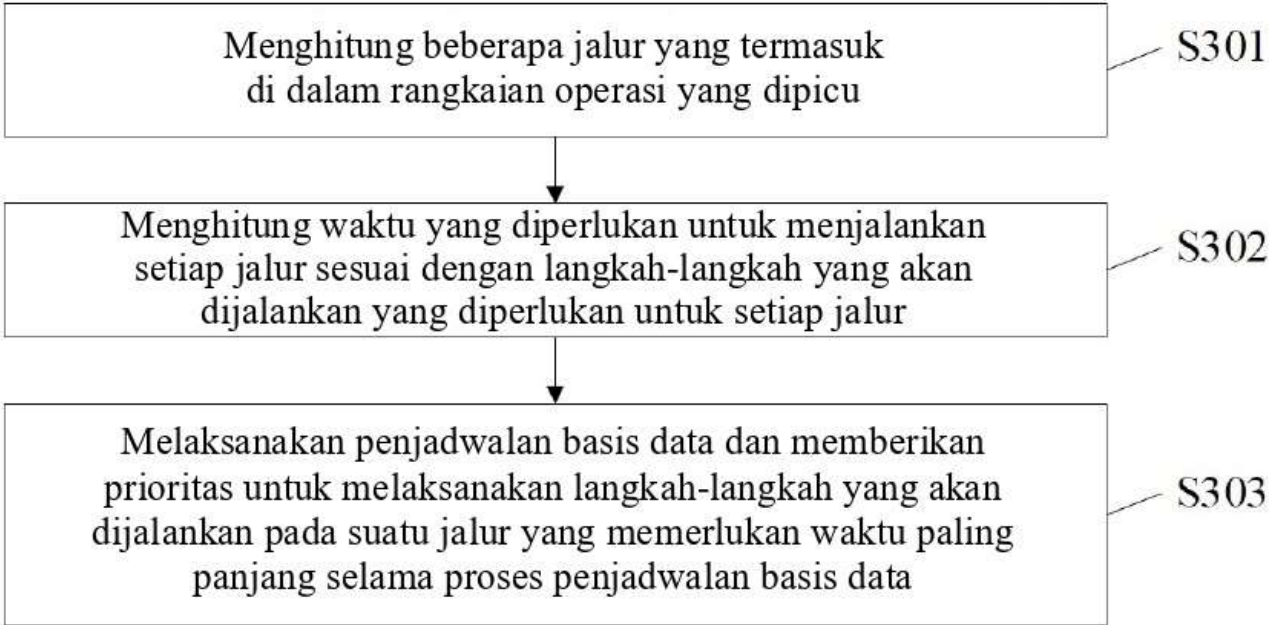 Menghitung beberapa jalur yang termasuk
di dalam rangkaian operasi yang dipicu
S301
Menghitung waktu yang diperlukan untuk menjalankan
setiap jalur sesuai dengan langkah-langkah yang akan
dijalankan yang diperlukan untuk setiap jalur
S302
Melaksanakan penjadwalan basis data dan memberikan
prioritas untuk melaksanakan langkah-langkah yang akan
dijalankan pada suatu jalur yang memerlukan waktu paling
panjang selama proses penjadwalan basis data
S303